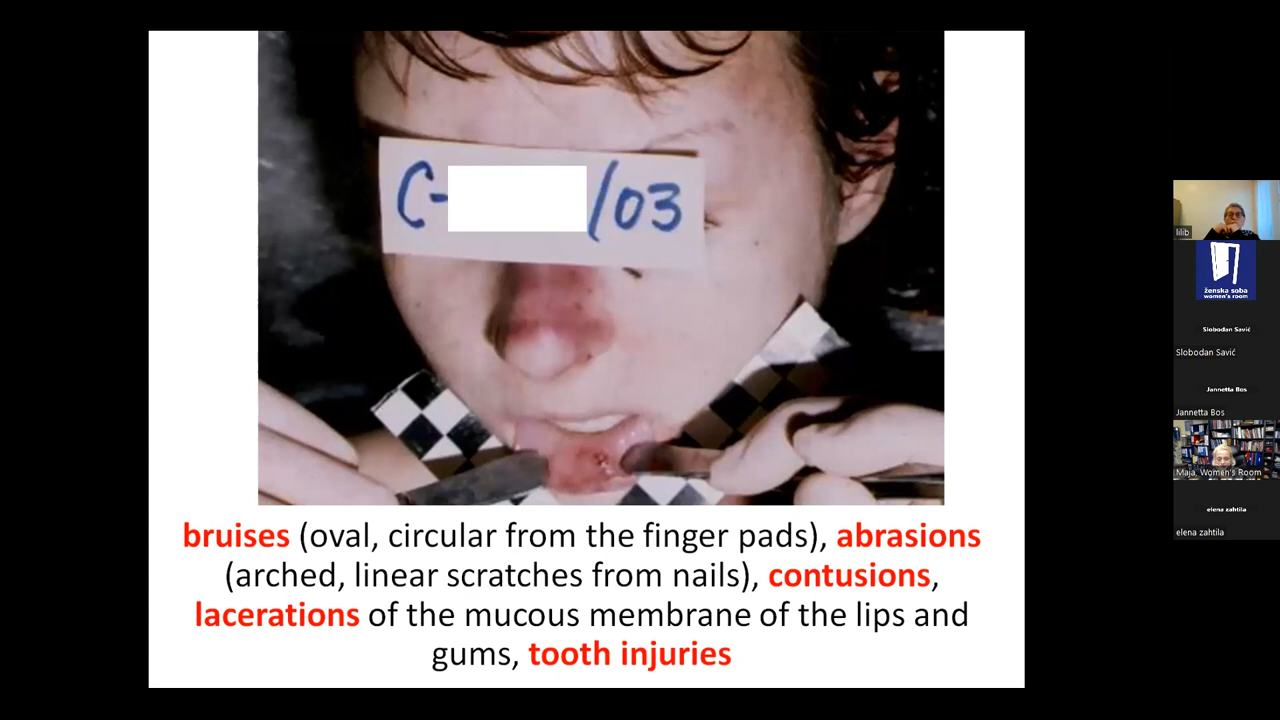 C- /03
bruises (oval, circular from the finger pads), abrasions
(arched, linear scratches from nails), contusions,
lacerations of the mucous membrane of the lips and
gums, tooth injuries
lilib
ženska soba
women's room
Slobodan Savić
Slobodan Savić
Jannetta Bos
Jannetta Bos
Maja, Women's Room
elena zahtila
elena zahtila